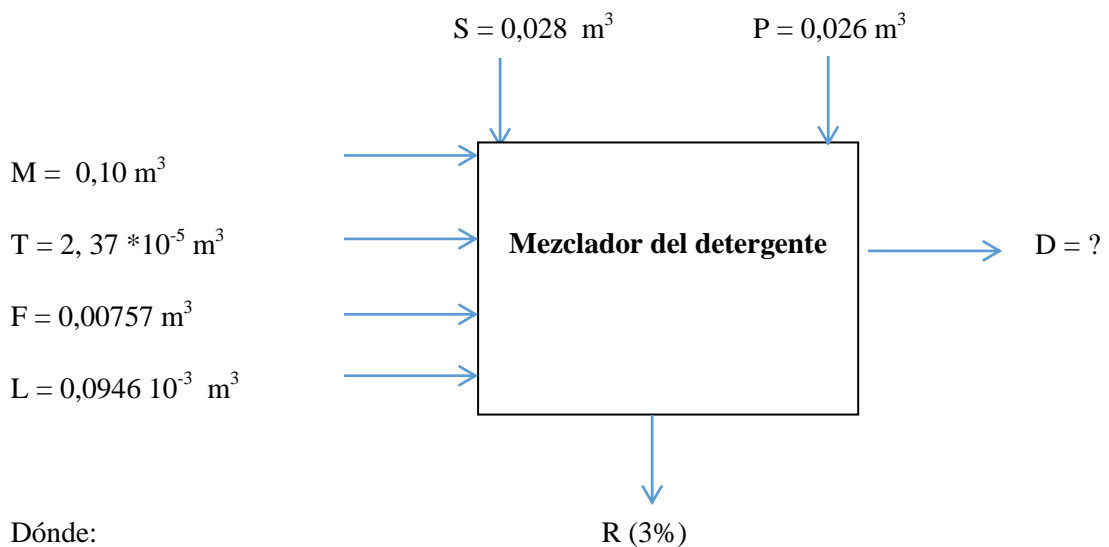 S = 0,028 m³ P = 0,026 m³
M = 0,10 m³
T = 2, 37 *10⁻⁵ m³
Mezclador del detergente
D = ?
F = 0,00757 m³
L = 0,0946 10⁻³ m³
Dónde: R (3%)